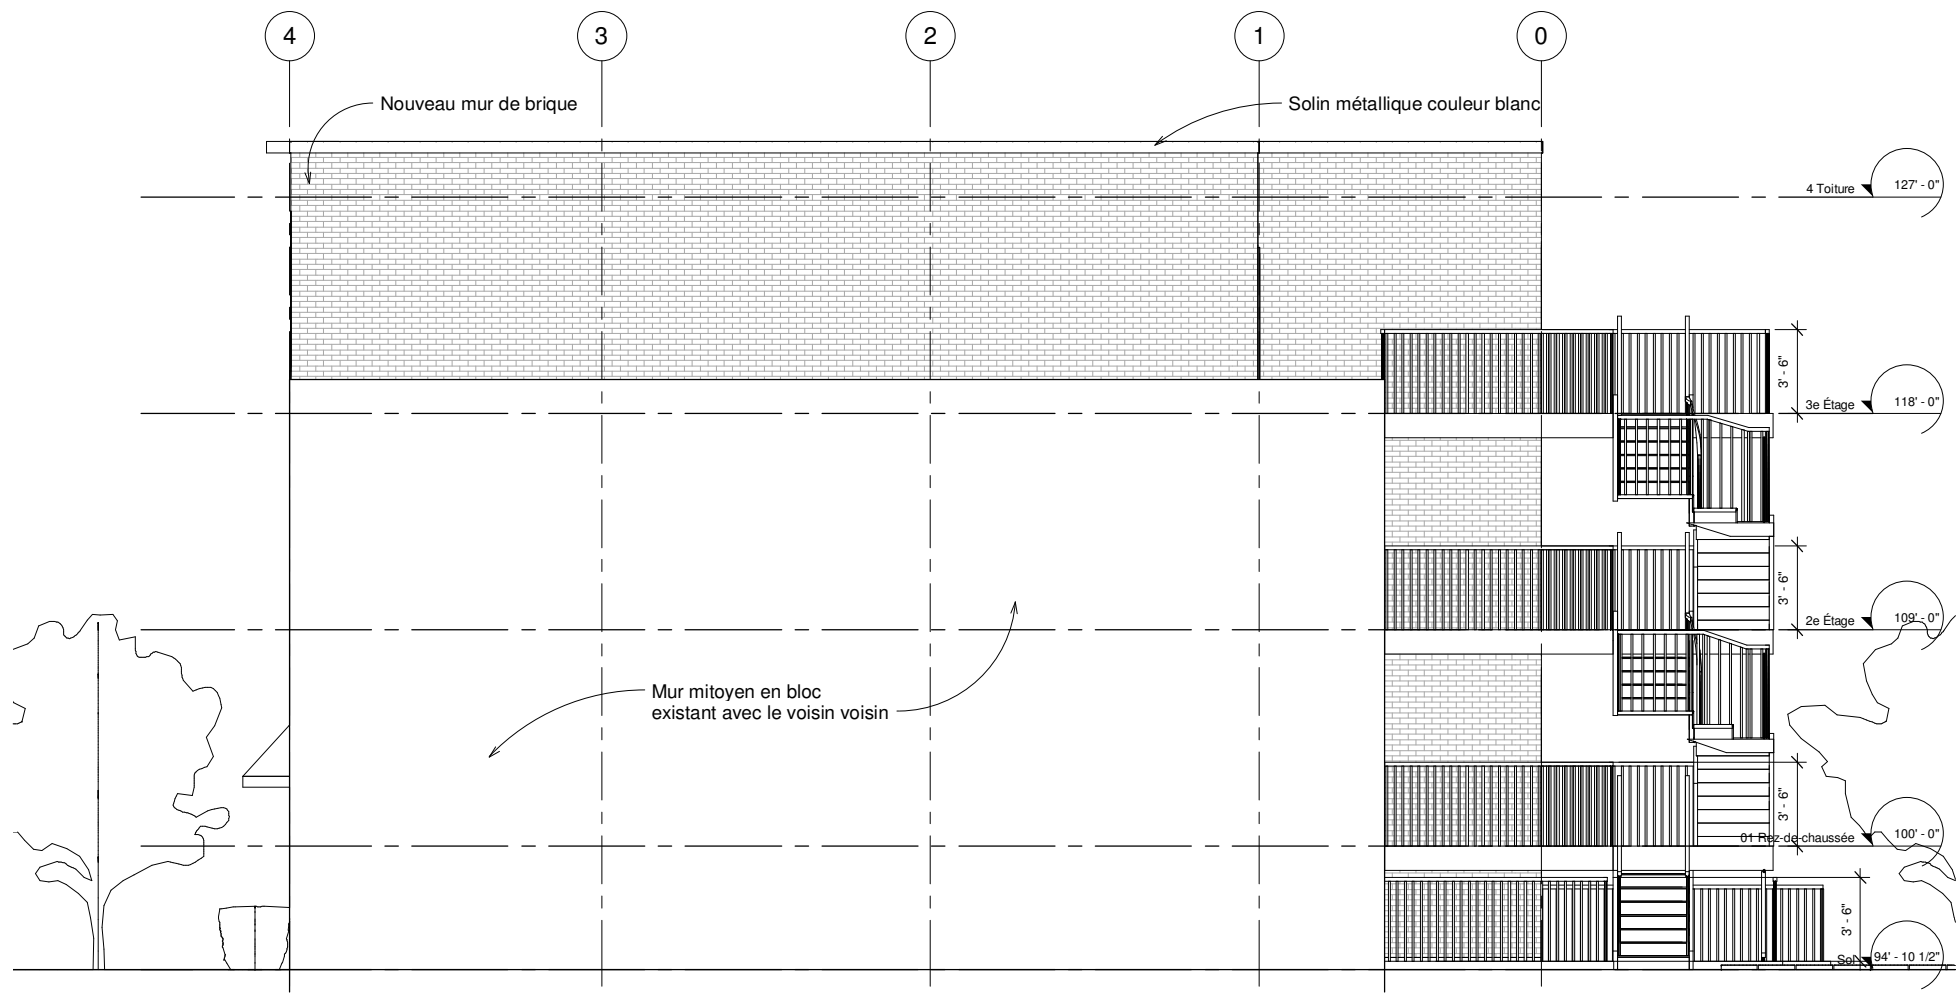 4
3
2
1
0
Nouveau mur de brique
Solin métallique couleur blanc
4 Toiture
127' - 0"
3' - 6"
3e Étage
118' - 0"
3' - 6"
2e Étage
109' - 0"
Mur mitoyen en bloc
existant avec le voisin voisin
3' - 6"
01 Rez-de-chaussée
100' - 0"
3' - 6"
Sol
94' - 10 1/2"